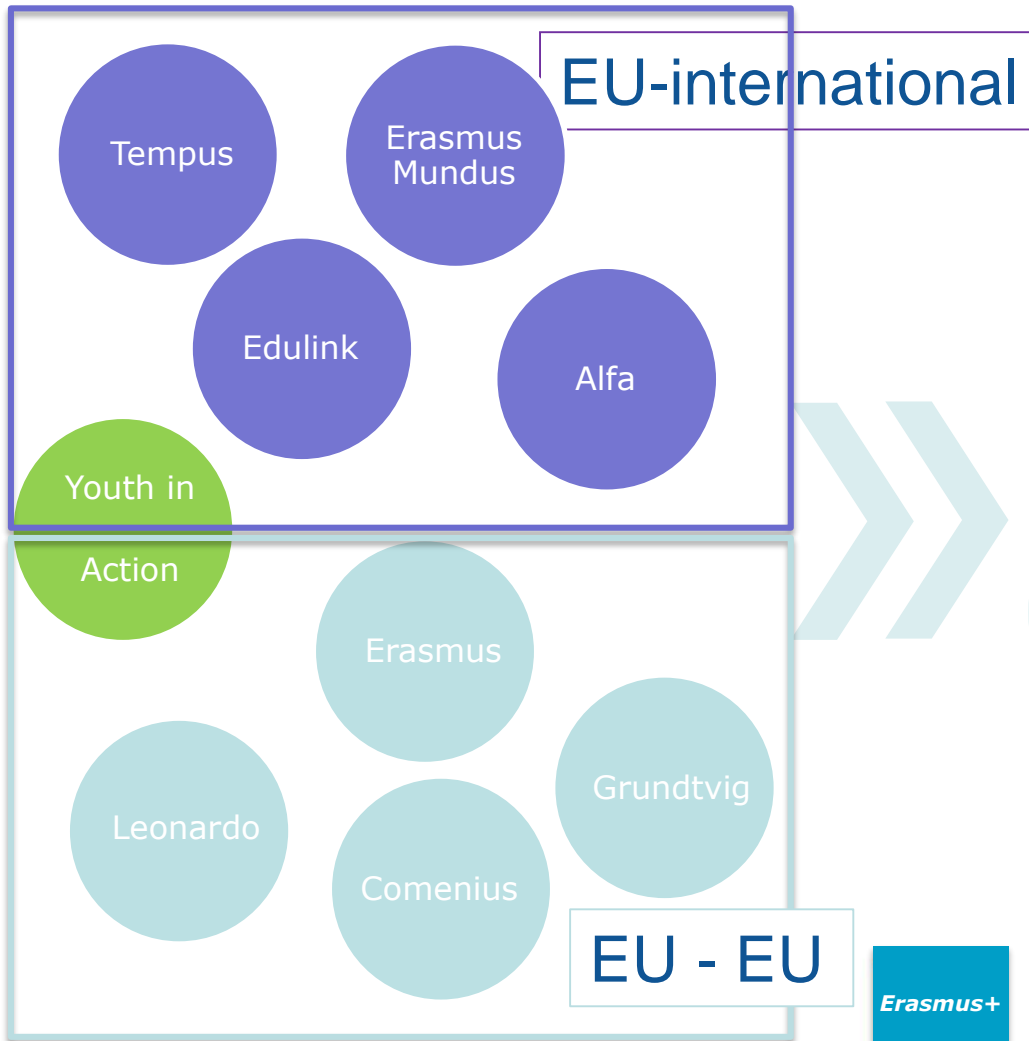 EU-international
Tempus
Erasmus
Mundus
Edulink
Alfa
Youth in
Action
Erasmus
Grundtvig
Leonardo
Comenius
EU - EU
Erasmus+